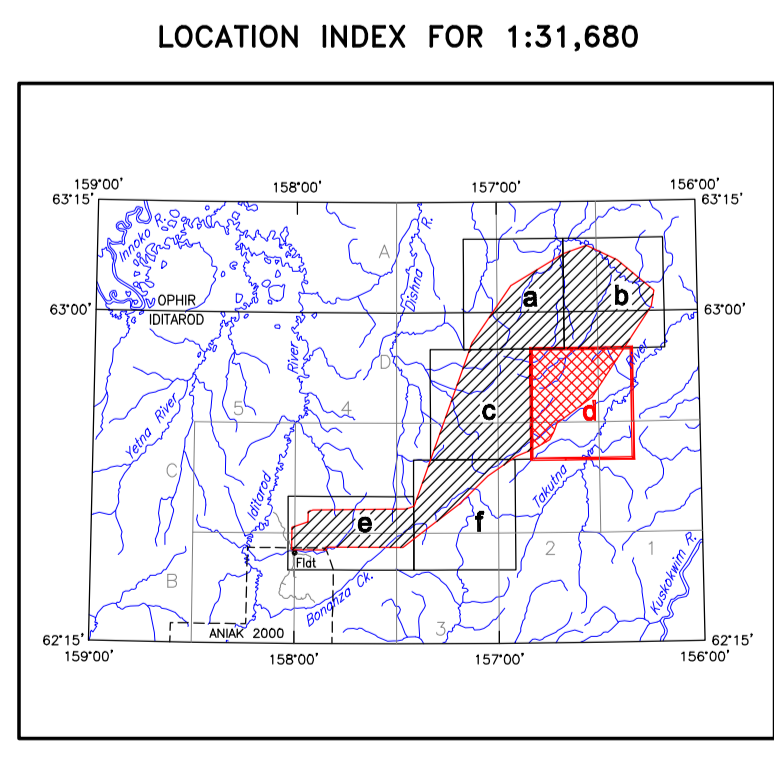 LOCATION INDEX FOR 1:31,680
159°00' 158°00' 157°00' 156°00'
63°15' 63°15'
Innoko R.
A
Dishna R.
a b
OPHIR
63°00' 63°00'
IDITAROD
River
River
D
5 4
c d
Yetna River
C
Iditarod
Takutna
e f
2 1
Flat
B
Bonanza Ck.
Kuskokwim R.
ANIAK 2000
3
62°15' 62°15'
159°00' 158°00' 157°00' 156°00'